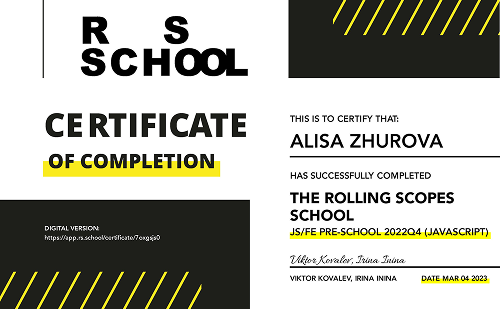 RS
SCHOOL
CERTIFICATE
OF COMPLETION
DIGITAL VERSION:
https://app.rs.school/certificate/7oxgsjs0
THIS IS TO CERTIFY THAT:
ALISA ZHUROVA
HAS SUCCESSFULLY COMPLETED
THE ROLLING SCOPES
SCHOOL
JS/FE PRE-SCHOOL 2022Q4 (JAVASCRIPT)
Viktor Kovalev, Irina Inina
VIKTOR KOVALEV, IRINA ININA
DATE MAR 04 2023